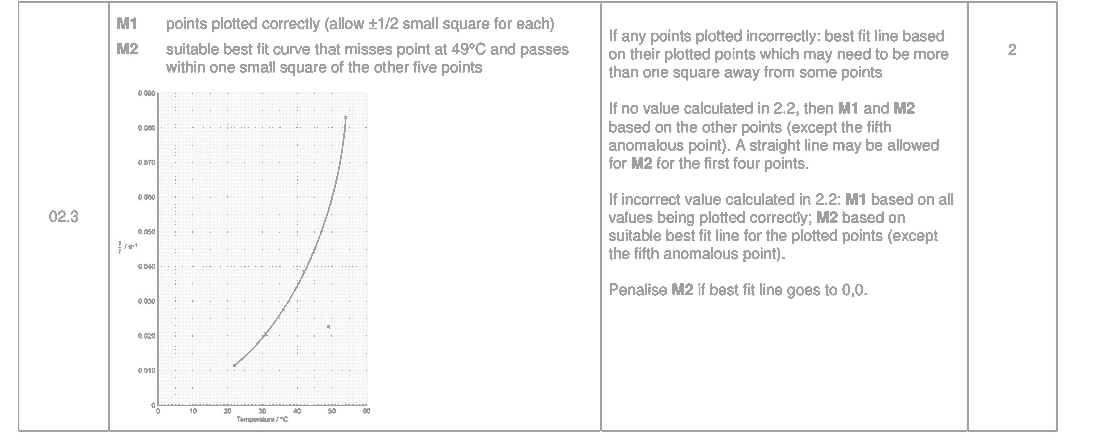 M1 points plotted correctly (allow ±1/2 small square for each)
M2 suitable best fit curve that misses point at 49°C and passes
within one small square of the other five points
0.090
0.080
0.070
0.060
0.050
1/t / s⁻¹
0.040
0.030
0.020
0.010
0
0 10 20 30 40 50 60
Temperature / °C
02.3
If any points plotted incorrectly: best fit line based
on their plotted points which may need to be more
than one square away from some points
If no value calculated in 2.2, then M1 and M2
based on the other points (except the fifth
anomalous point). A straight line may be allowed
for M2 for the first four points.
If incorrect value calculated in 2.2: M1 based on all
values being plotted correctly; M2 based on
suitable best fit line for the plotted points (except
the fifth anomalous point).
Penalise M2 if best fit line goes to 0,0.
2